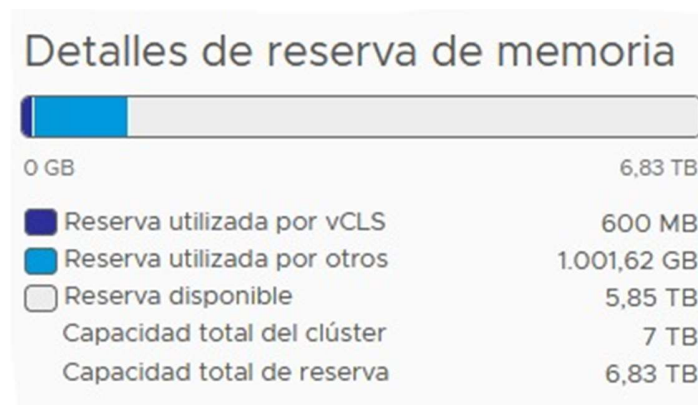 Detalles de reserva de memoria
0 GB 6,83 TB
Reserva utilizada por vCLS 600 MB
Reserva utilizada por otros 1.001,62 GB
Reserva disponible 5,85 TB
Capacidad total del clúster 7 TB
Capacidad total de reserva 6,83 TB